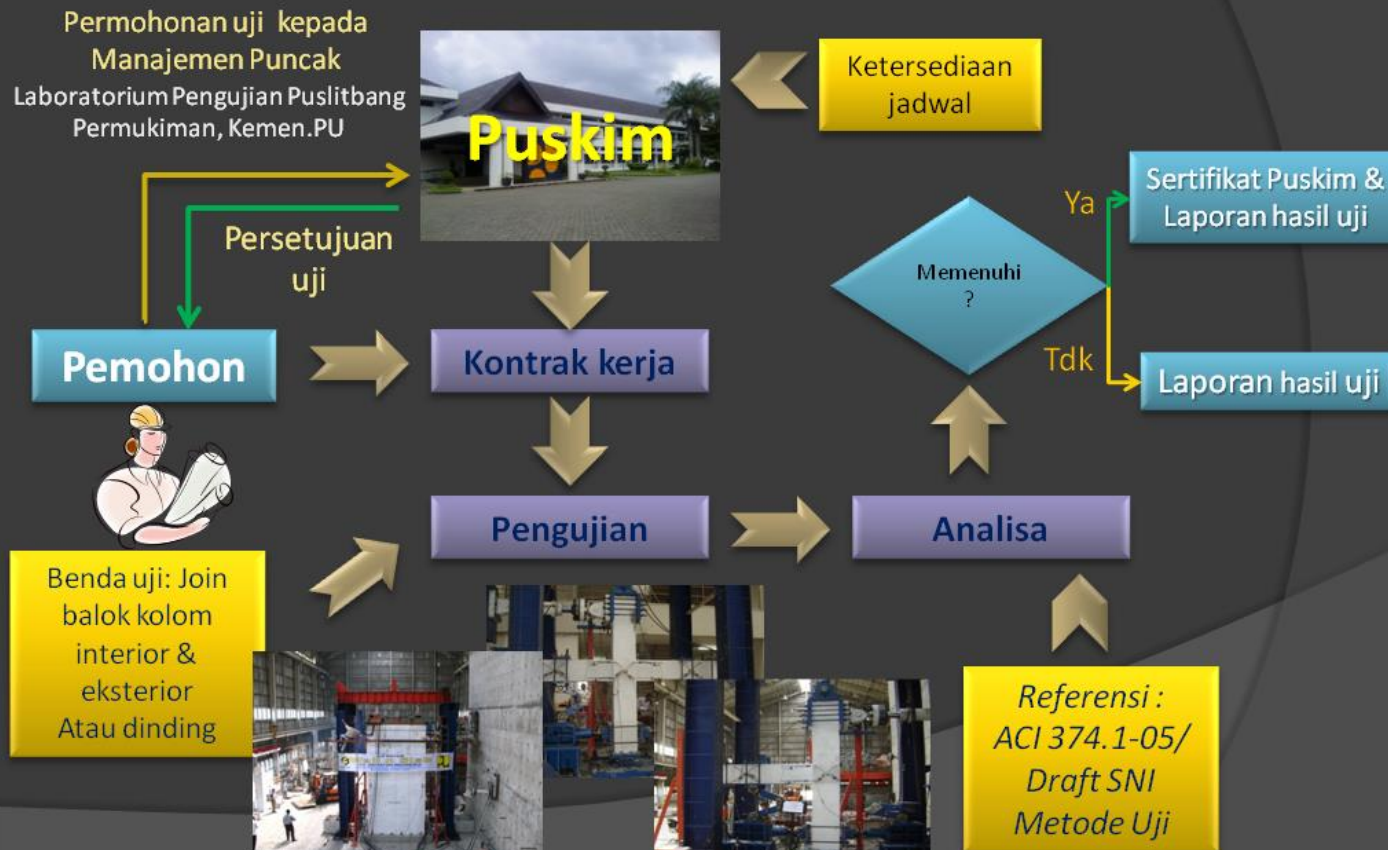 Permohonan uji kepada
Manajemen Puncak
Laboratorium Pengujian Puslitbang
Permukiman, Kemen.PU
Puskim
Ketersediaan
jadwal
Persetujuan
uji
Pemohon
Kontrak kerja
Memenuhi
?
Ya
Sertifikat Puskim &
Laporan hasil uji
Tdk
Laporan hasil uji
Pengujian
Analisa
Benda uji: Join
balok kolom
interior &
eksterior
Atau dinding
Referensi :
ACI 374.1-05/
Draft SNI
Metode Uji